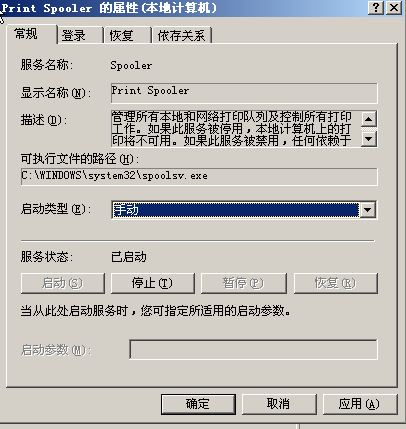 Print Spooler 的属性(本地计算机)
常规 登录 恢复 依存关系
服务名称: Spooler
显示名称(N): Print Spooler
描述(D): 管理所有本地和网络打印队列及控制所有打印
工作。如果此服务被停用，本地计算机上的打
印将不可用。如果此服务被禁用，任何依赖于
可执行文件的路径(H):
C:\WINDOWS\system32\spoolsv.exe
启动类型(E): 手动
服务状态: 已启动
启动(S) 停止(T) 暂停(P) 恢复(R)
当从此处启动服务时，您可指定所适用的启动参数。
启动参数(M):
确定 取消 应用(A)